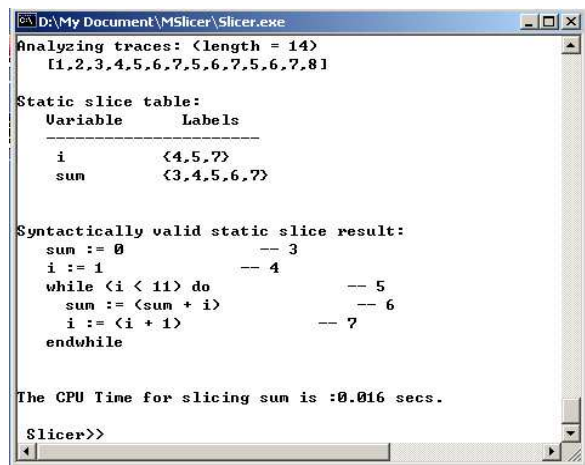 D:\My Document\MSlicer\Slicer.exe
Analyzing traces: (length = 14)
[1,2,3,4,5,6,7,5,6,7,5,6,7,8]
Static slice table:
Variable Labels
-----------------------
i {4,5,7}
sum {3,4,5,6,7}
Syntactically valid static slice result:
sum := 0 -- 3
i := 1 -- 4
while (i < 11) do -- 5
sum := (sum + i) -- 6
i := (i + 1) -- 7
endwhile
The CPU Time for slicing sum is :0.016 secs.
Slicer>>